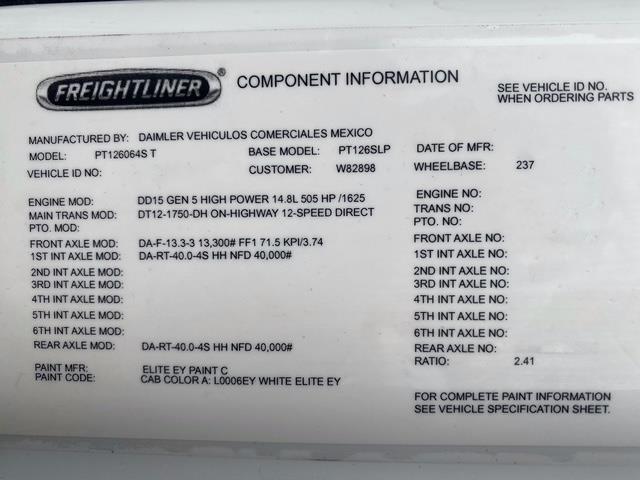 FREIGHTLINER®
COMPONENT INFORMATION
SEE VEHICLE ID NO.
WHEN ORDERING PARTS
MANUFACTURED BY: DAIMLER VEHICULOS COMERCIALES MEXICO
MODEL: PT126064S T BASE MODEL: PT126SLP DATE OF MFR:
VEHICLE ID NO: CUSTOMER: W82898 WHEELBASE: 237
ENGINE MOD: DD15 GEN 5 HIGH POWER 14.8L 505 HP /1625 ENGINE NO:
MAIN TRANS MOD: DT12-1750-DH ON-HIGHWAY 12-SPEED DIRECT TRANS NO:
PTO. MOD: PTO. NO:
FRONT AXLE MOD: DA-F-13.3-3 13,300# FF1 71.5 KPI/3.74 FRONT AXLE NO:
1ST INT AXLE MOD: DA-RT-40.0-4S HH NFD 40,000# 1ST INT AXLE NO:
2ND INT AXLE MOD: 2ND INT AXLE NO:
3RD INT AXLE MOD: 3RD INT AXLE NO:
4TH INT AXLE MOD: 4TH INT AXLE NO:
5TH INT AXLE MOD: 5TH INT AXLE NO:
6TH INT AXLE MOD: 6TH INT AXLE NO:
REAR AXLE MOD: DA-RT-40.0-4S HH NFD 40,000# REAR AXLE NO:
RATIO: 2.41
PAINT MFR: ELITE EY PAINT C
PAINT CODE: CAB COLOR A: L0006EY WHITE ELITE EY
FOR COMPLETE PAINT INFORMATION
SEE VEHICLE SPECIFICATION SHEET.